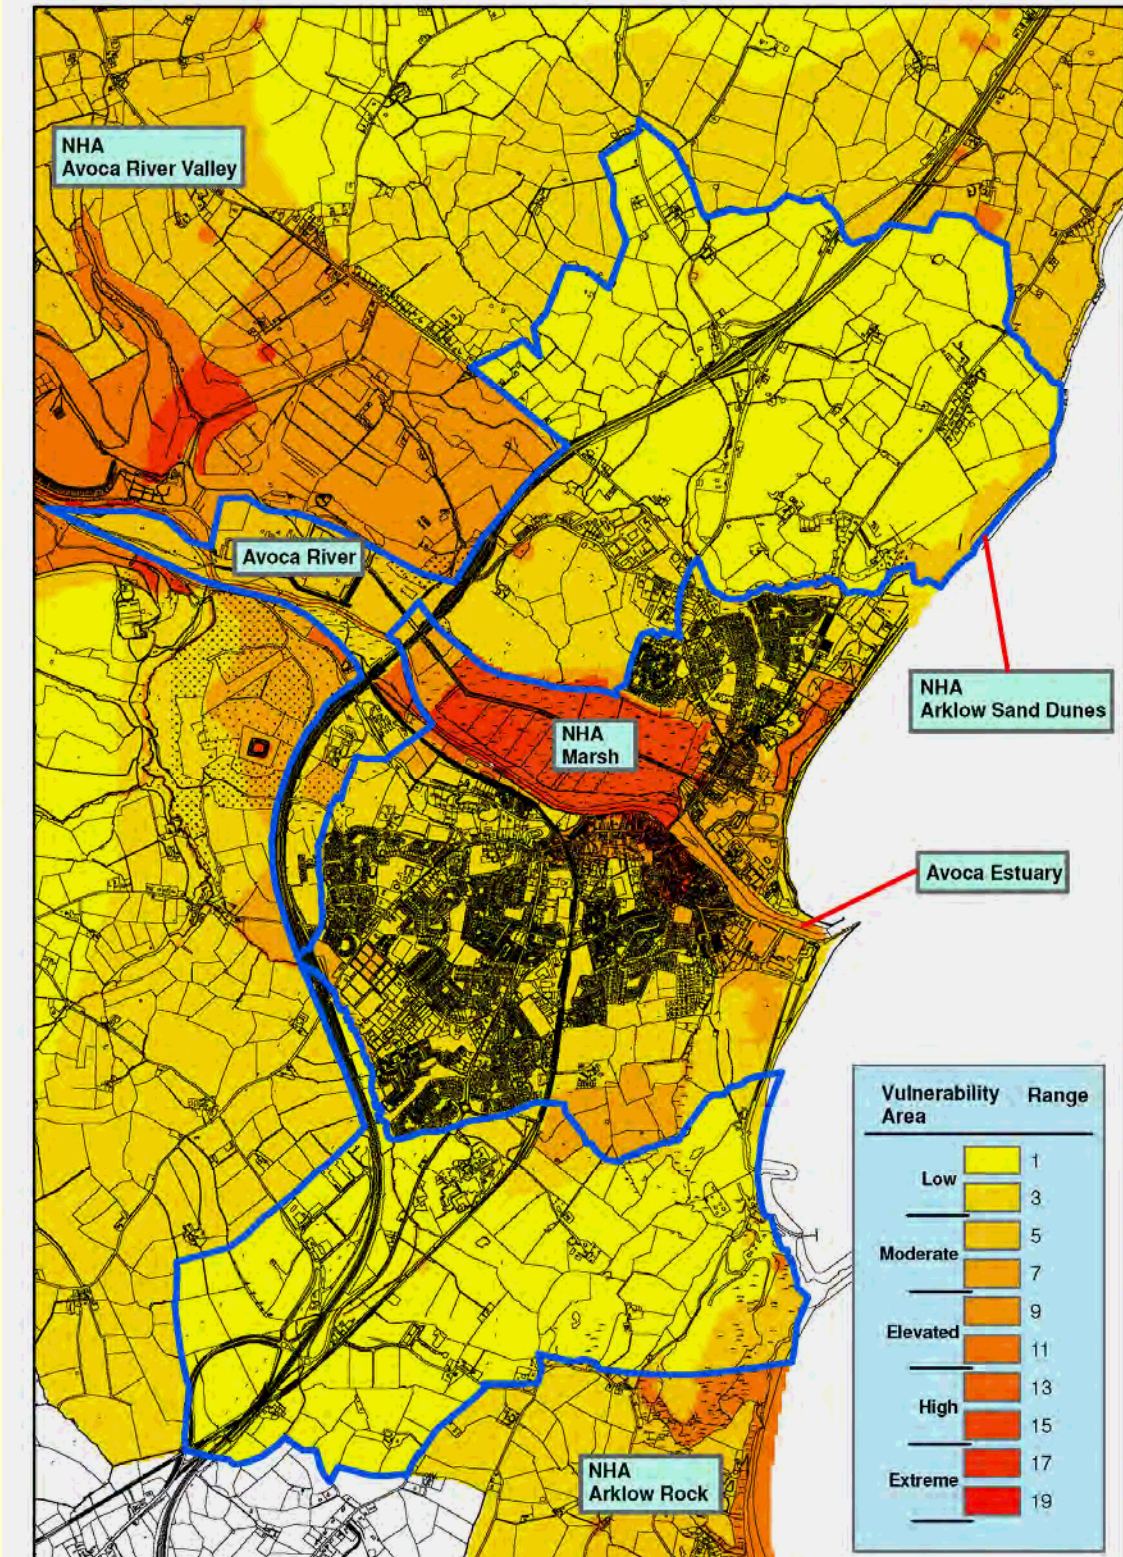 NHA
Avoca River Valley
Avoca River
NHA
Marsh
NHA
Arklow Sand Dunes
Avoca Estuary
NHA
Arklow Rock
Vulnerability Range
Area
Low
1
3
Moderate
5
7
Elevated
9
11
High
13
15
Extreme
17
19